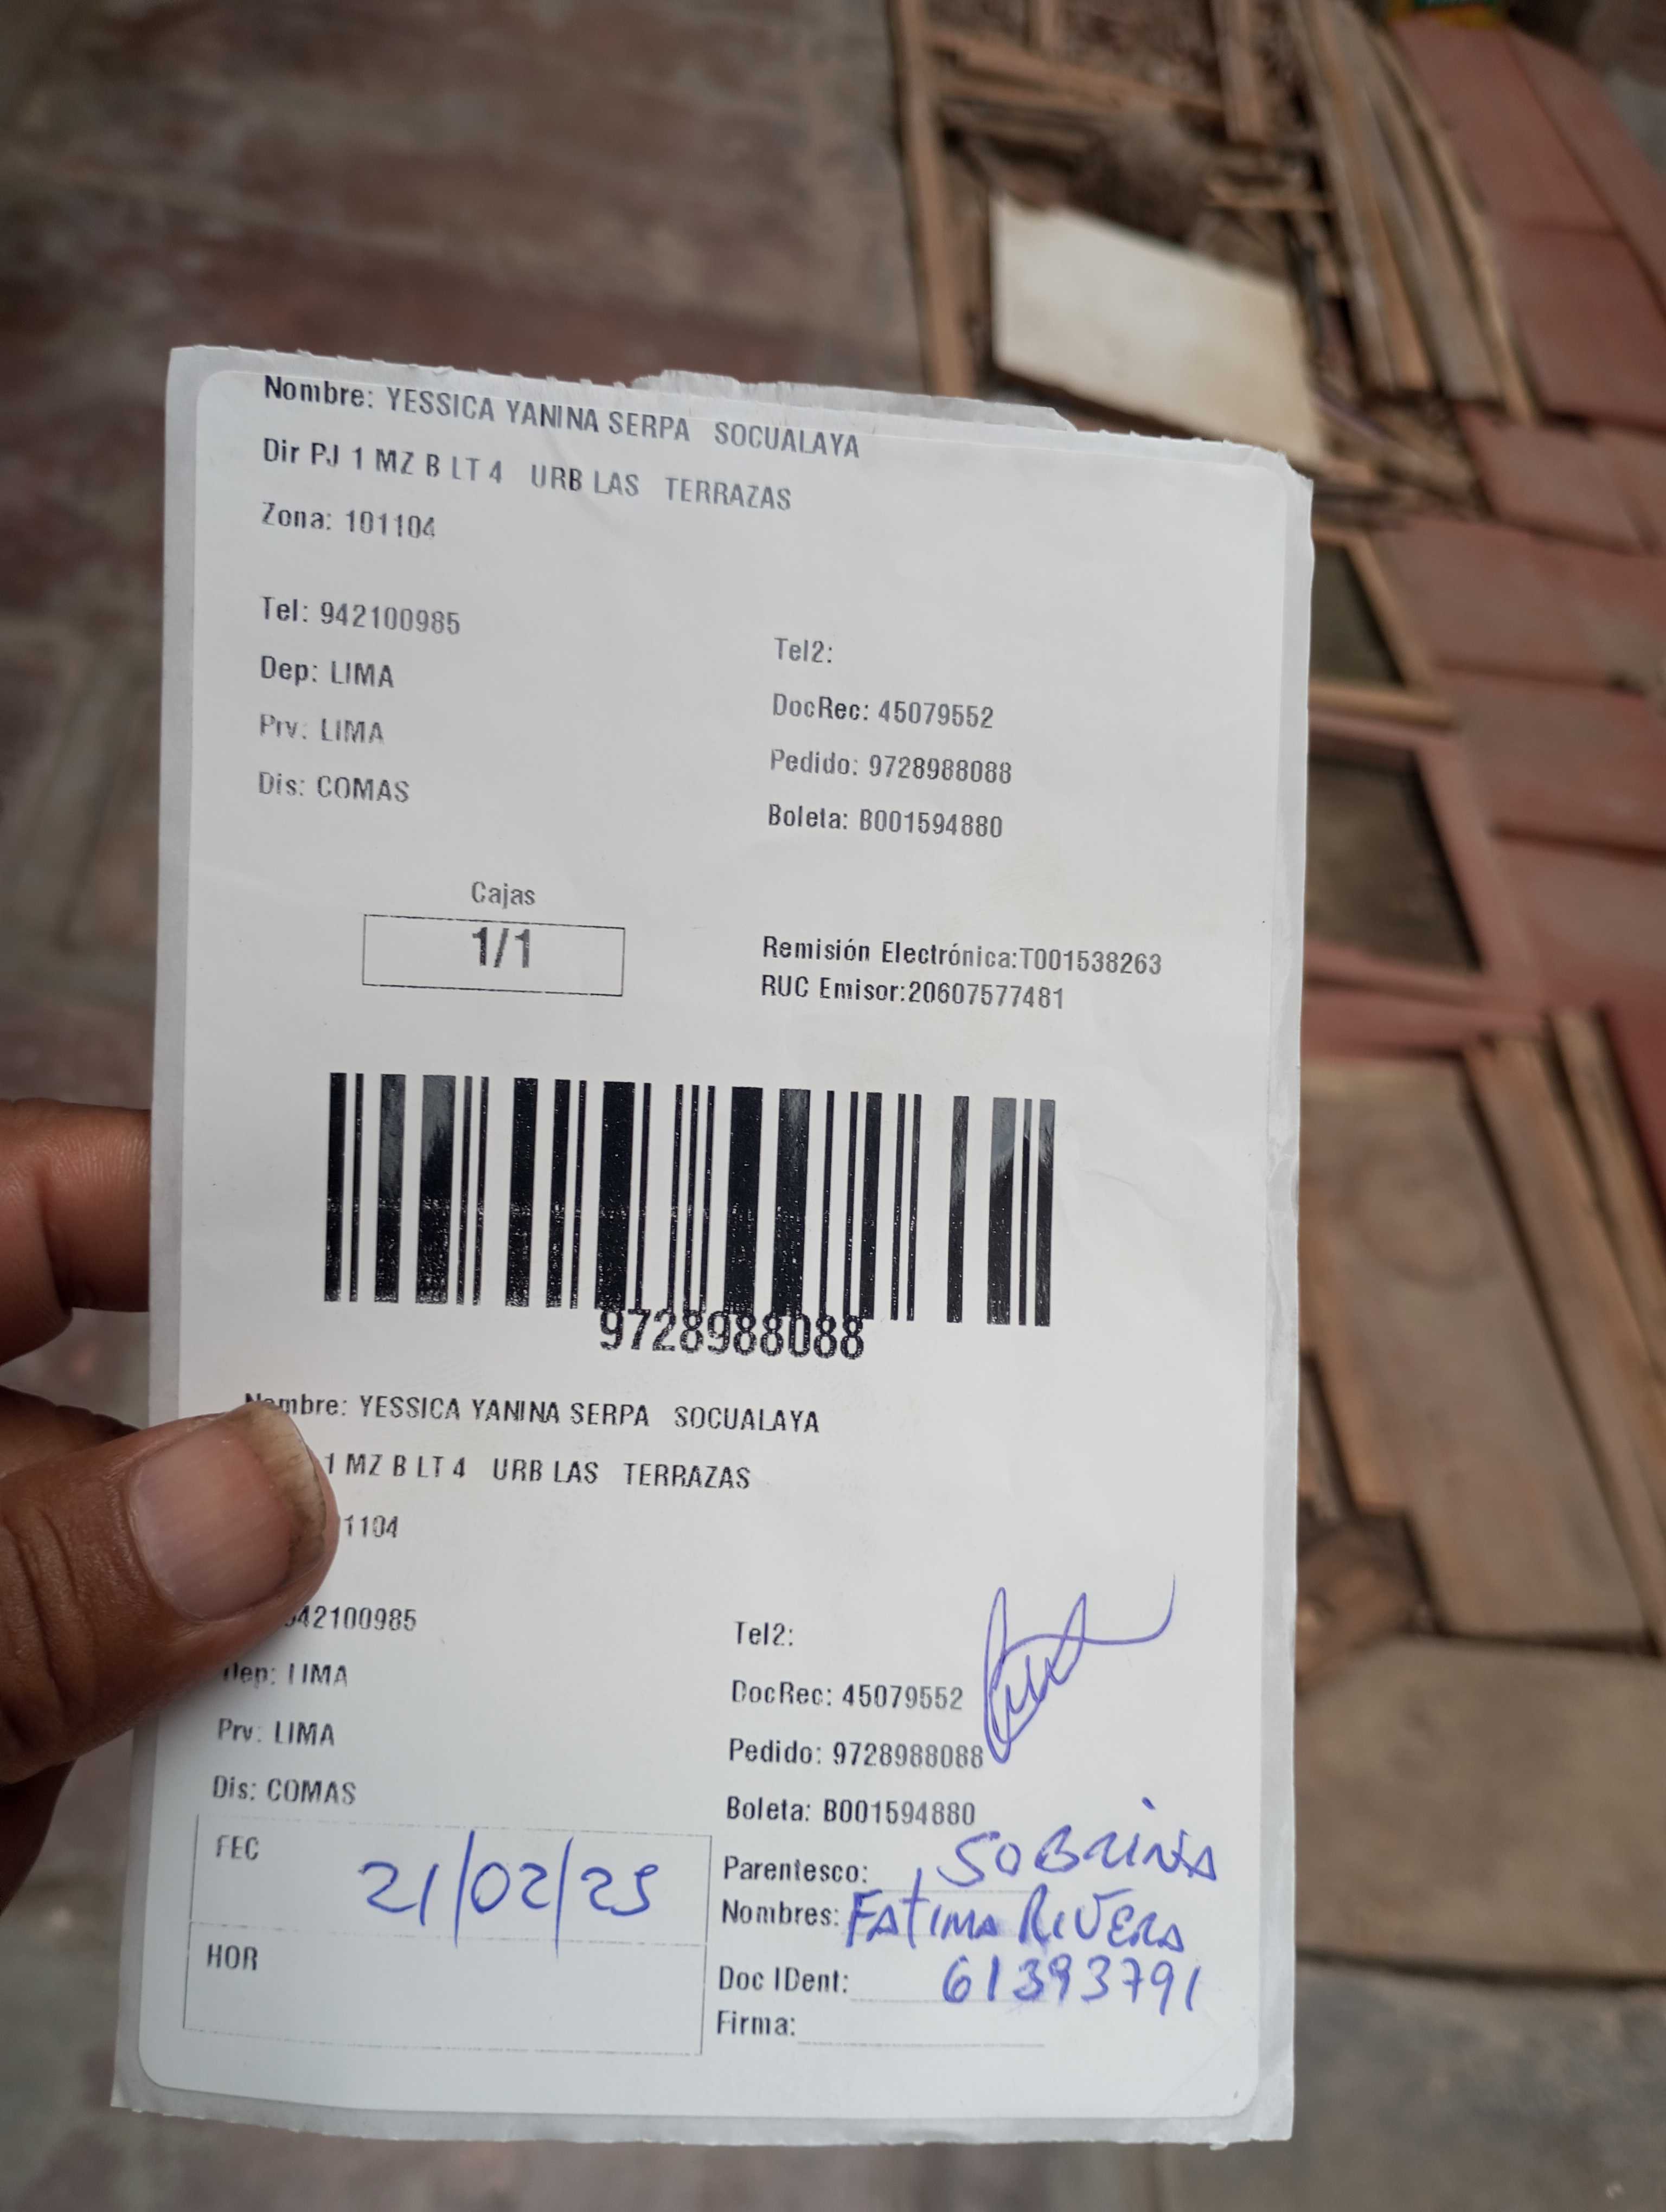 Nombre: YESSICA YANINA SERPA SOCUALAYA
Dir PJ 1 MZ B LT 4 URB LAS TERRAZAS
Zona: 101104
Tel: 942100985
Tel2:
Dep: LIMA
DocRec: 45079552
Prv: LIMA
Pedido: 9728988088
Dis: COMAS
Boleta: B001594880
Cajas
1/1
Remisión Electrónica:T001538263
RUC Emisor:20607577481
9728988088
Nombre: YESSICA YANINA SERPA SOCUALAYA
1 MZ B LT 4 URB LAS TERRAZAS
1104
42100985
Tel2:
Dep: LIMA
DocRec: 45079552
Prv: LIMA
Pedido: 9728988088
Dis: COMAS
Boleta: B001594880
FEC 21/02/25
Parentesco: SOBRINA
Nombres: FATIMA RIVERA
HOR
Doc IDent: 61393791
Firma: